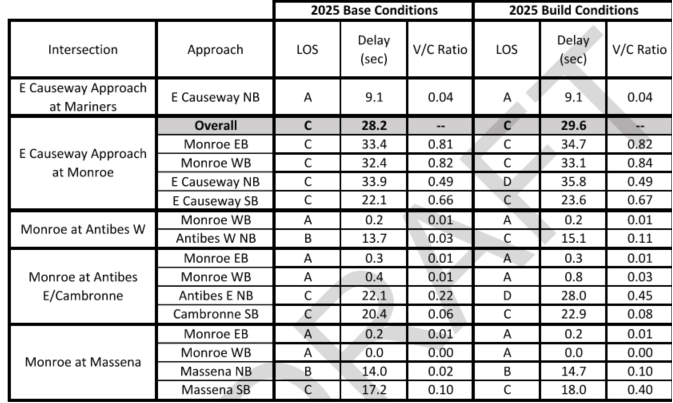 2025 Base Conditions 2025 Build Conditions
Intersection Approach LOS Delay (sec) V/C Ratio LOS Delay (sec) V/C Ratio
E Causeway Approach at Mariners E Causeway NB A 9.1 0.04 A 9.1 0.04
E Causeway Approach at Monroe Overall C 28.2 -- C 29.6 --
Monroe EB C 33.4 0.81 C 34.7 0.82
Monroe WB C 32.4 0.82 C 33.1 0.84
E Causeway NB C 33.9 0.49 D 35.8 0.49
E Causeway SB C 22.1 0.66 C 23.6 0.67
Monroe at Antibes W Monroe WB A 0.2 0.01 A 0.2 0.01
Antibes W NB B 13.7 0.03 C 15.1 0.11
Monroe at Antibes E/Cambronne Monroe EB A 0.3 0.01 A 0.3 0.01
Monroe WB A 0.4 0.01 A 0.8 0.03
Antibes E NB C 22.1 0.22 D 28.0 0.45
Cambronne SB C 20.4 0.06 C 22.9 0.08
Monroe at Massena Monroe EB A 0.2 0.01 A 0.2 0.01
Monroe WB A 0.0 0.00 A 0.0 0.00
Massena NB B 14.0 0.02 B 14.7 0.10
Massena SB C 17.2 0.10 C 18.0 0.40
DRAFT